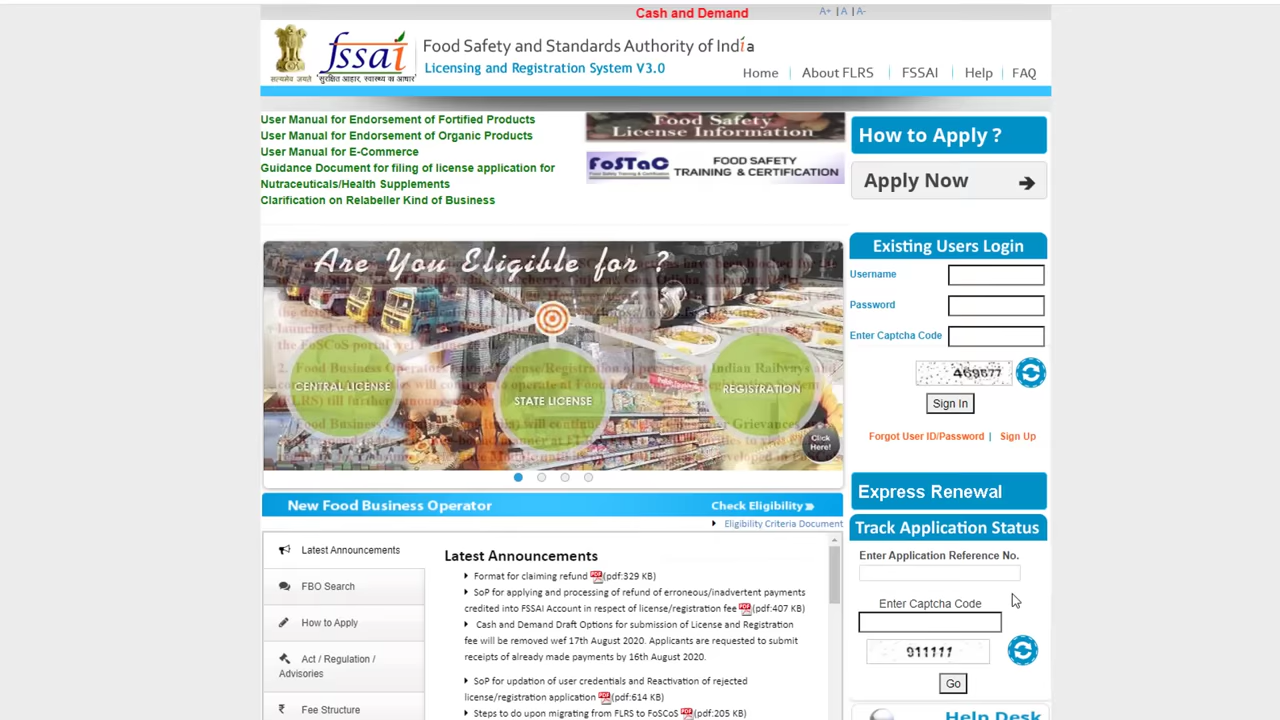 Cash and Demand
A+ | A | A-
fssai
Food Safety and Standards Authority of India
Licensing and Registration System V3.0
सत्यमेव जयते
सुरक्षित आहार, स्वास्थ्य का आधार
Home
About FLRS
FSSAI
Help
FAQ
User Manual for Endorsement of Fortified Products
User Manual for Endorsement of Organic Products
User Manual for E-Commerce
Guidance Document for filing of license application for
Nutraceuticals/Health Supplements
Clarification on Relabeller Kind of Business
Food Safety
License Information
FoSTaC
Food Safety Training & Certification
FOOD SAFETY
TRAINING & CERTIFICATION
How to Apply ?
Apply Now
Are You Eligible for ?
CENTRAL LICENSE
STATE LICENSE
REGISTRATION
Click
Here!
New Food Business Operator
Check Eligibility
Eligibility Criteria Document
Existing Users Login
Username
Password
Enter Captcha Code
469577
Sign In
Forgot User ID/Password | Sign Up
Express Renewal
Track Application Status
Enter Application Reference No.
Enter Captcha Code
911111
Go
Help Desk
Latest Announcements
FBO Search
How to Apply
Act / Regulation /
Advisories
Fee Structure
Latest Announcements
Format for claiming refund (pdf:329 KB)
SoP for applying and processing of refund of erroneous/inadvertent payments
credited into FSSAI Account in respect of license/registration fee (pdf:407 KB)
Cash and Demand Draft Options for submission of License and Registration
fee will be removed wef 17th August 2020. Applicants are requested to submit
receipts of already made payments by 16th August 2020.
SoP for updation of user credentials and Reactivation of rejected
license/registration application (pdf:614 KB)
Steps to do upon migrating from FLRS to FoSCoS (pdf:205 KB)